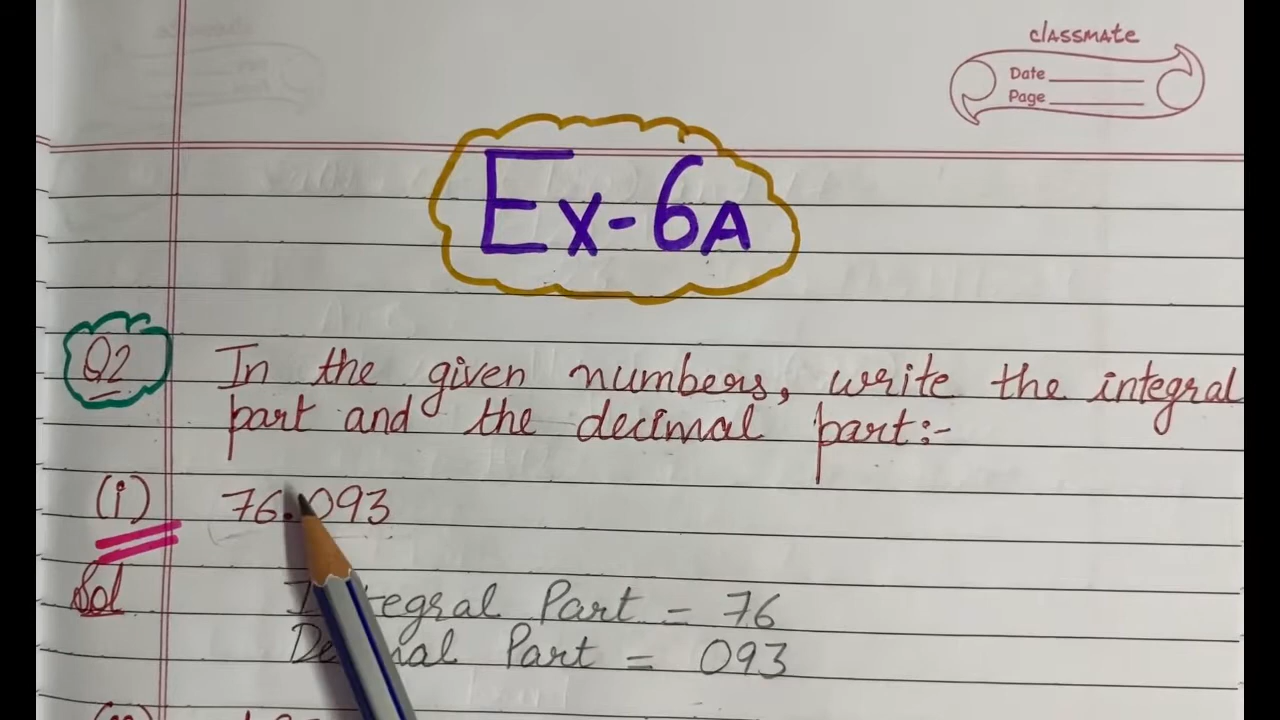 classmate
Date
Page
Ex-6A
Q2 In the given numbers, write the integral
part and the decimal part:-
(i) 76.093
Sol Integral Part = 76
Decimal Part = 093